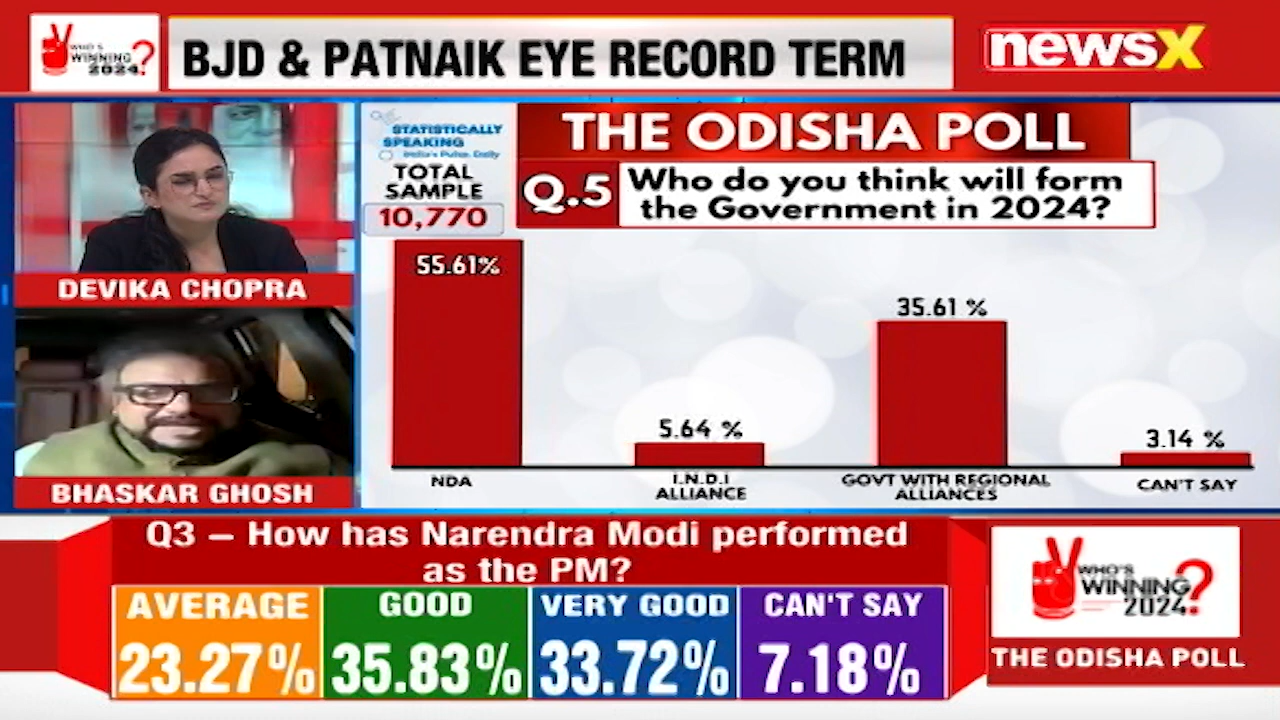 WHO'S
WINNING
2024?
BJD & PATNAIK EYE RECORD TERM
newsX
STATISTICALLY
SPEAKING
India's Pulse, Daily
TOTAL
SAMPLE
10,770
THE ODISHA POLL
Q.5
Who do you think will form
the Government in 2024?
DEVIKA CHOPRA
BHASKAR GHOSH
55.61%
5.64 %
35.61 %
3.14 %
NDA
I.N.D.I
ALLIANCE
GOVT WITH REGIONAL
ALLIANCES
CAN'T SAY
Q3 – How has Narendra Modi performed
as the PM?
AVERAGE
23.27%
GOOD
35.83%
VERY GOOD
33.72%
CAN'T SAY
7.18%
WHO'S
WINNING
2024?
THE ODISHA POLL